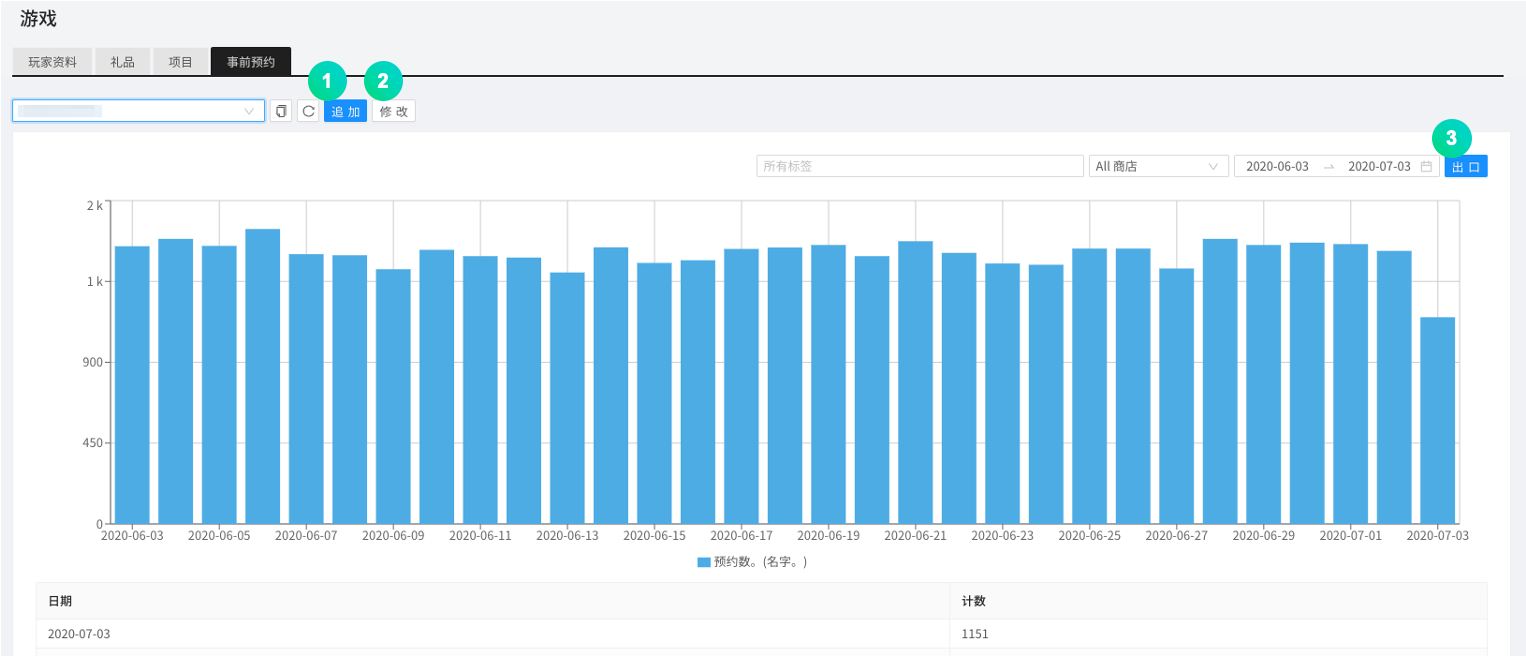 游戏
玩家资料 礼品 项目 事前预约
1 2
追 加 修 改
3
所有标签 All 商店 2020-06-03 2020-07-03 出 口
2 k
1 k
900
450
0
2020-06-03 2020-06-05 2020-06-07 2020-06-09 2020-06-11 2020-06-13 2020-06-15 2020-06-17 2020-06-19 2020-06-21 2020-06-23 2020-06-25 2020-06-27 2020-06-29 2020-07-01 2020-07-03
预约数。(名字。)
日期 计数
2020-07-03 1151